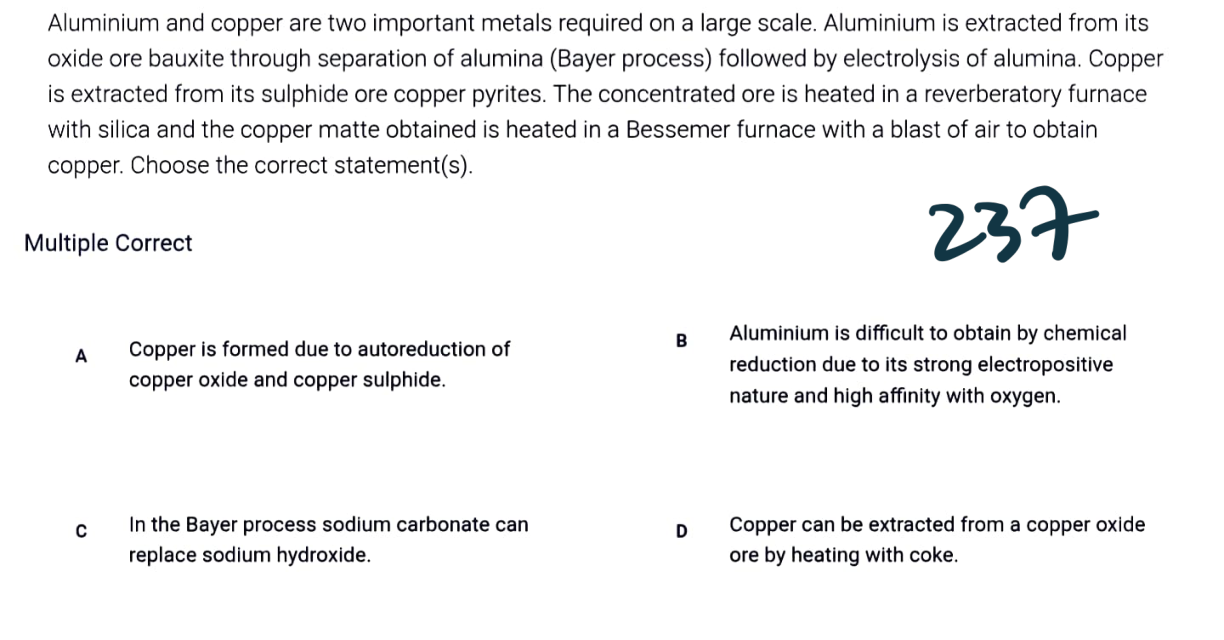 Aluminium and copper are two important metals required on a large scale. Aluminium is extracted from its
oxide ore bauxite through separation of alumina (Bayer process) followed by electrolysis of alumina. Copper
is extracted from its sulphide ore copper pyrites. The concentrated ore is heated in a reverberatory furnace
with silica and the copper matte obtained is heated in a Bessemer furnace with a blast of air to obtain
copper. Choose the correct statement(s).
237
Multiple Correct
A Copper is formed due to autoreduction of
copper oxide and copper sulphide.
B Aluminium is difficult to obtain by chemical
reduction due to its strong electropositive
nature and high affinity with oxygen.
C In the Bayer process sodium carbonate can
replace sodium hydroxide.
D Copper can be extracted from a copper oxide
ore by heating with coke.